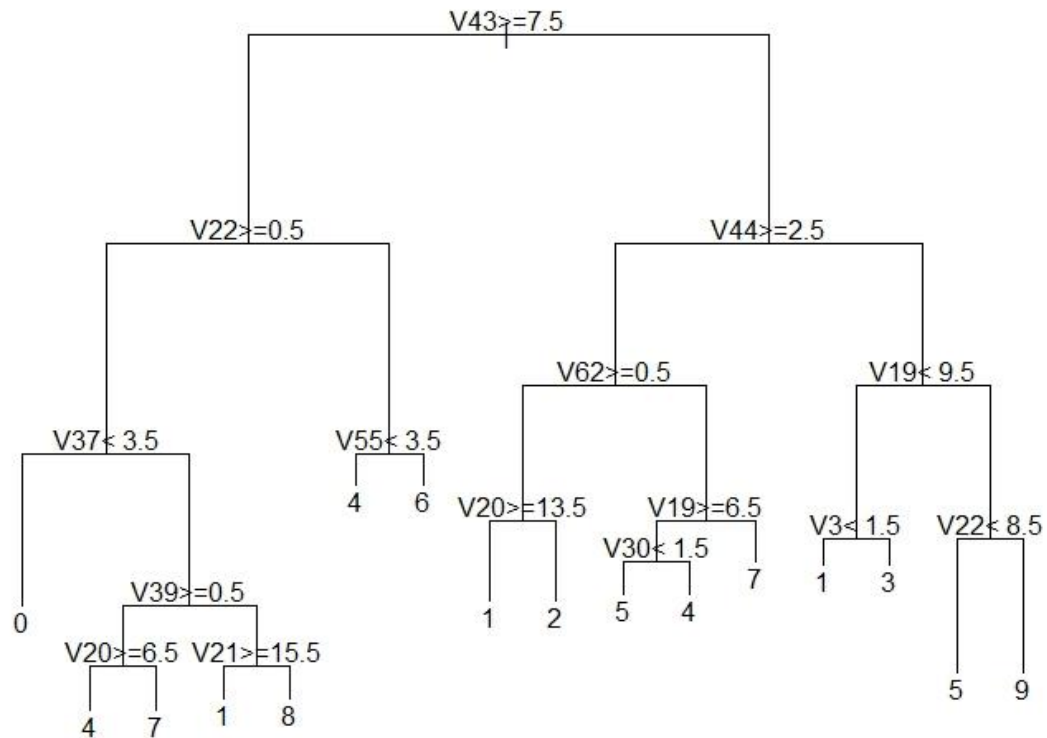 V43>=7.5
V22>=0.5 V44>=2.5
V62>=0.5 V19< 9.5
V37< 3.5 V55< 3.5
4 6 V20>=13.5 V19>=6.5
V3< 1.5 V22< 8.5
V30< 1.5
7 1 3
V39>=0.5
0 1 2 5 4
V20>=6.5 V21>=15.5
5 9
4 7 1 8